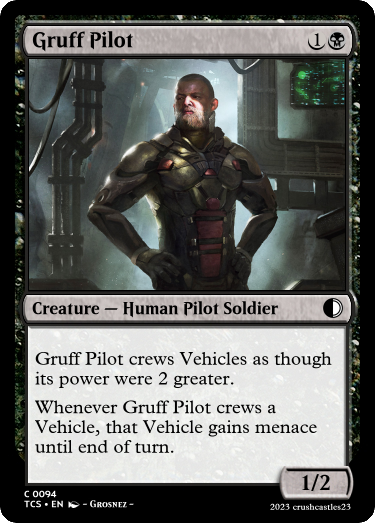 Gruff Pilot 1
Creature — Human Pilot Soldier
Gruff Pilot crews Vehicles as though
its power were 2 greater.
Whenever Gruff Pilot crews a
Vehicle, that Vehicle gains menace
until end of turn.
1/2
C 0094
TCS • EN - Grosnez -
2023 crushcastles23